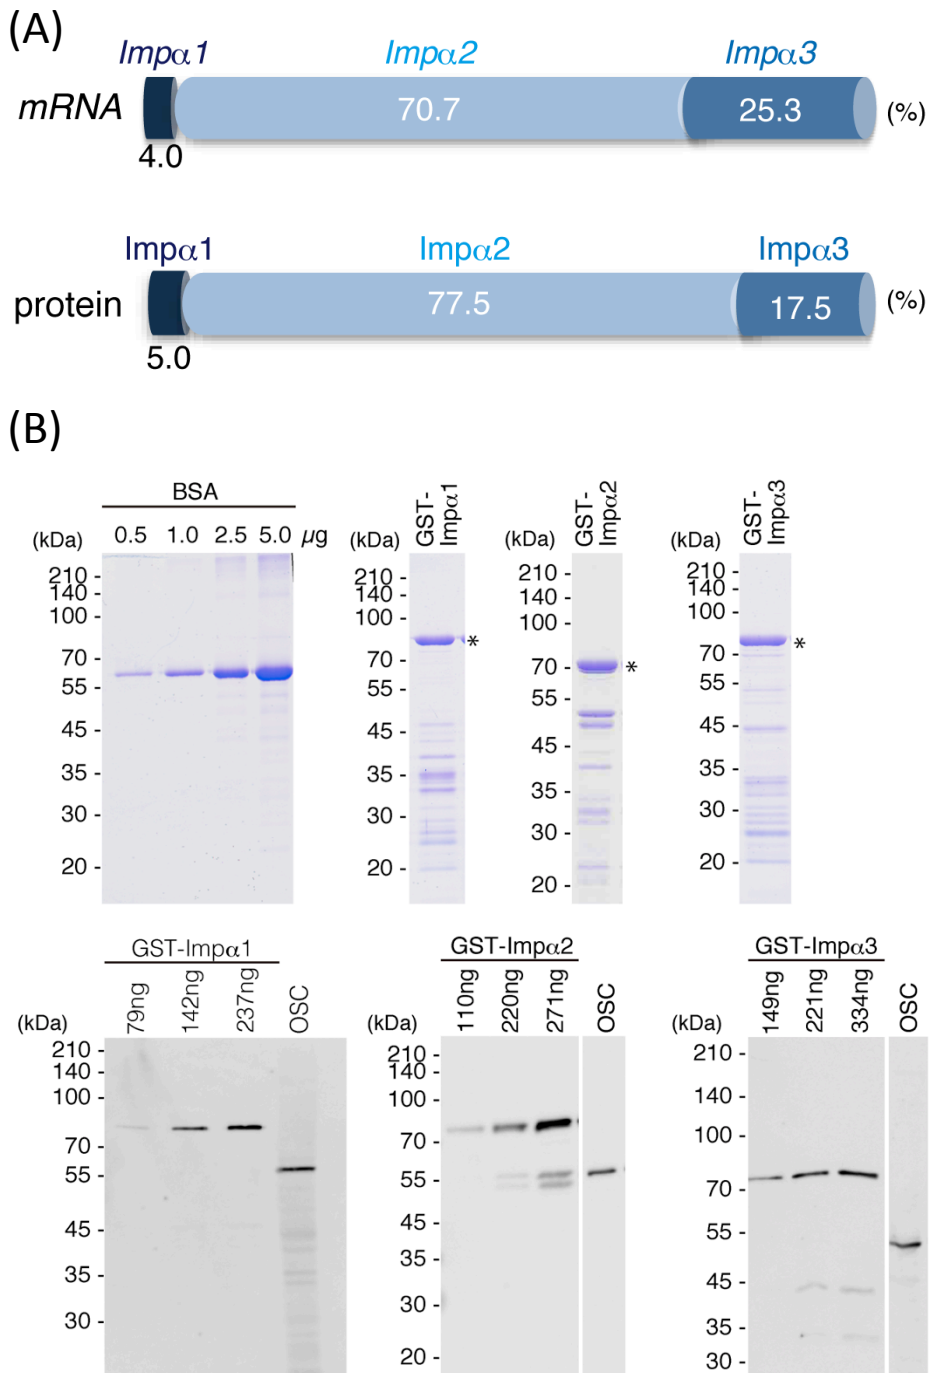 (A)
Impα1 Impα2 Impα3
mRNA 70.7 25.3 (%)
4.0
Impα1 Impα2 Impα3
protein 77.5 17.5 (%)
5.0
(B)
BSA
(kDa) 0.5 1.0 2.5 5.0 µg
210 -
140 -
100 -
70 -
55 -
45 -
35 -
30 -
20 -
GST-
Impα1
(kDa)
210 -
140 -
100 -
70 -
55 -
45 -
35 -
30 -
20 -
*
GST-
Impα2
(kDa)
210 -
140 -
100 -
70 -
55 -
45 -
35 -
30 -
20 -
*
GST-
Impα3
(kDa)
210 -
140 -
100 -
70 -
55 -
45 -
35 -
30 -
20 -
*
GST-Impα1
(kDa) 79ng 142ng 237ng OSC
210 -
140 -
100 -
70 -
55 -
45 -
35 -
30 -
GST-Impα2
(kDa) 110ng 220ng 271ng OSC
210 -
140 -
100 -
70 -
55 -
45 -
35 -
30 -
20 -
GST-Impα3
(kDa) 149ng 221ng 334ng OSC
210 -
140 -
100 -
70 -
55 -
45 -
35 -
30 -